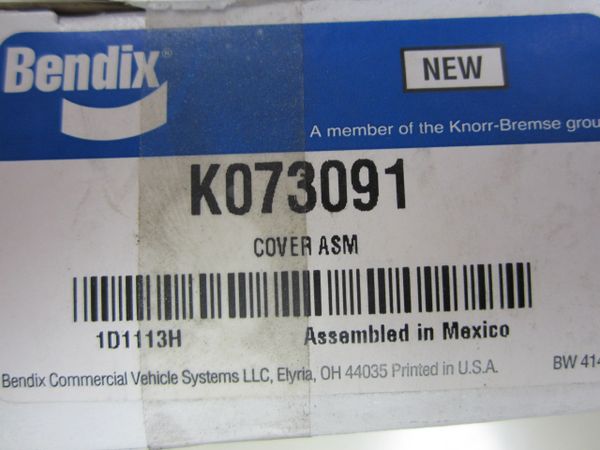 Bendix®
NEW
A member of the Knorr-Bremse grou
K073091
COVER ASM
1D1113H Assembled in Mexico
Bendix Commercial Vehicle Systems LLC, Elyria, OH 44035 Printed in U.S.A. BW 414